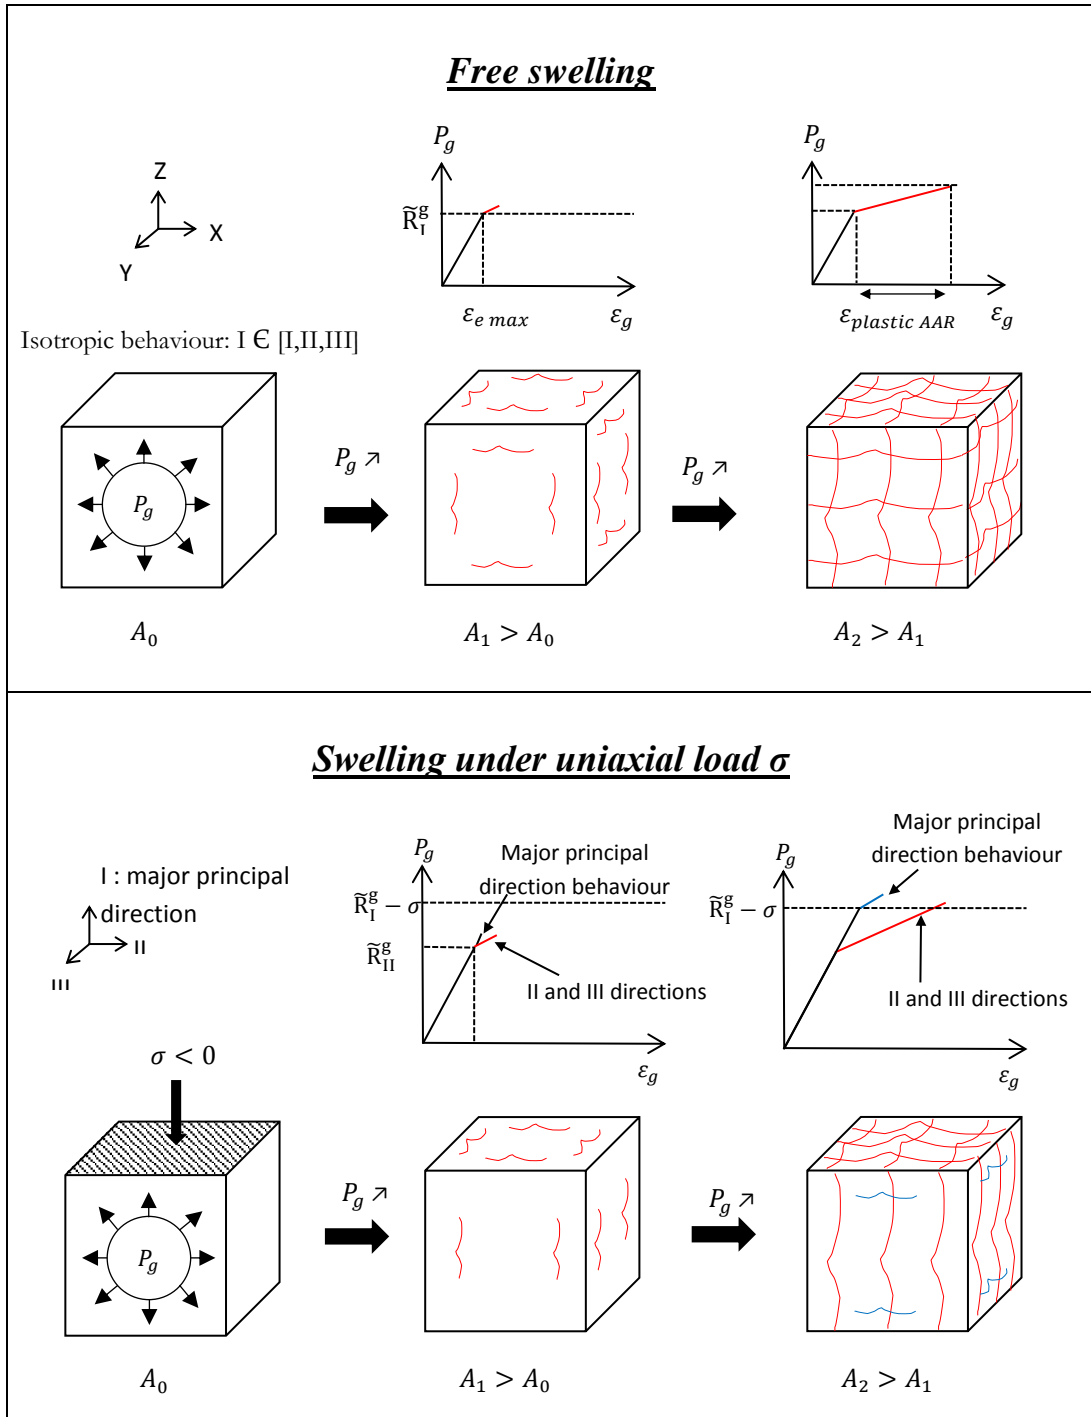 Free swelling
P_g
P_g
Z
X
Y
R̃_I^g
ε_{e max}
ε_g
ε_{plastic AAR}
ε_g
Isotropic behaviour: I Є [I,II,III]
P_g
P_g ↗
P_g ↗
A_0
A_1 > A_0
A_2 > A_1
Swelling under uniaxial load σ
P_g
Major principal
direction behaviour
P_g
Major principal
direction behaviour
I : major principal
direction
II
III
R̃_I^g − σ
R̃_II^g
II and III directions
ε_g
R̃_I^g − σ
II and III directions
ε_g
σ < 0
P_g
P_g ↗
P_g ↗
A_0
A_1 > A_0
A_2 > A_1